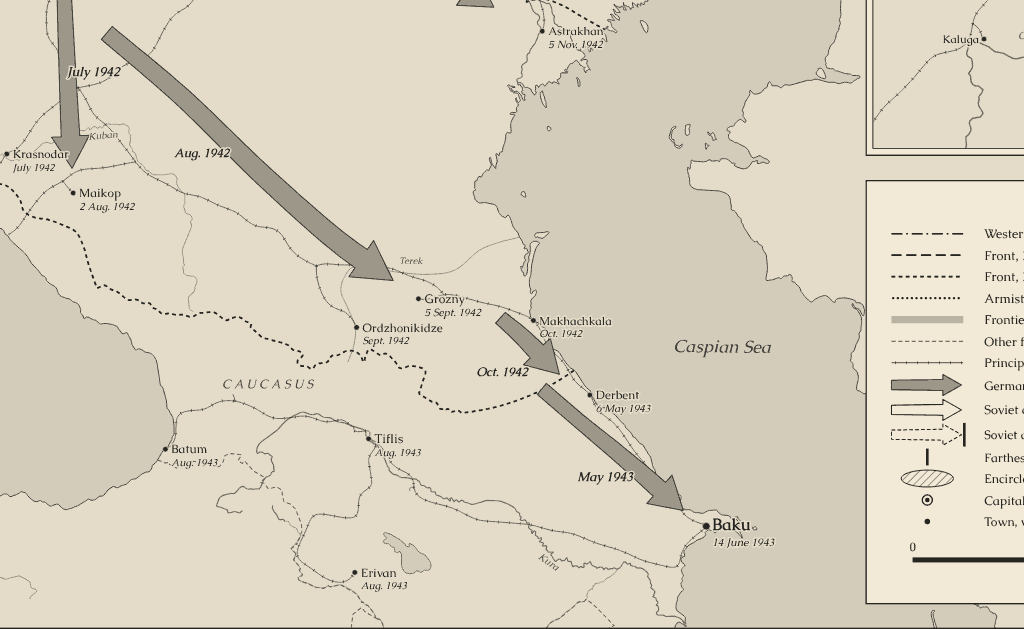 Astrakhan
5 Nov. 1942
Kaluga
July 1942
Kuban
Krasnodar
July 1942
Aug. 1942
Maikop
2 Aug. 1942
Terek
Grozny
5 Sept. 1942
Ordzhonikidze
Sept. 1942
Makhachkala
Oct. 1942
Caspian Sea
Oct. 1942
CAUCASUS
Derbent
May 1943
Tiflis
Aug. 1943
Batum
Aug. 1943
May 1943
Baku
14 June 1943
Kura
Erivan
Aug. 1943
Wester
Front,
Front,
Armist
Frontie
Other f
Princip
German
Soviet
Soviet
Farthes
Encircle
Capital
Town,
0